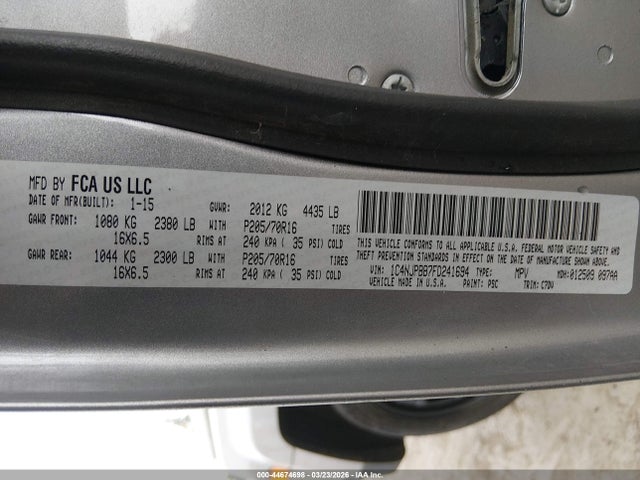 MFD BY FCA US LLC
DATE OF MFR(BUILT): 1-15 GVWR: 2012 KG 4435 LB
GAWR FRONT: 1080 KG 2380 LB WITH P205/70R16 TIRES
16X6.5 RIMS AT 240 KPA ( 35 PSI) COLD
GAWR REAR: 1044 KG 2300 LB WITH P205/70R16 TIRES
16X6.5 RIMS AT 240 KPA ( 35 PSI) COLD
THIS VEHICLE CONFORMS TO ALL APPLICABLE U.S.A. FEDERAL MOTOR VEHICLE SAFETY AND
THEFT PREVENTION STANDARDS IN EFFECT ON THE DATE OF MANUFACTURE SHOWN ABOVE.
VIN: 1C4NJPBB7FD241694 TYPE: MPV MDH:012509 097AA
VEHICLE MADE IN U.S.A. PAINT: PSC TRIM: C7DV
000-44674698 - 03/23/2026 - IAA Inc.